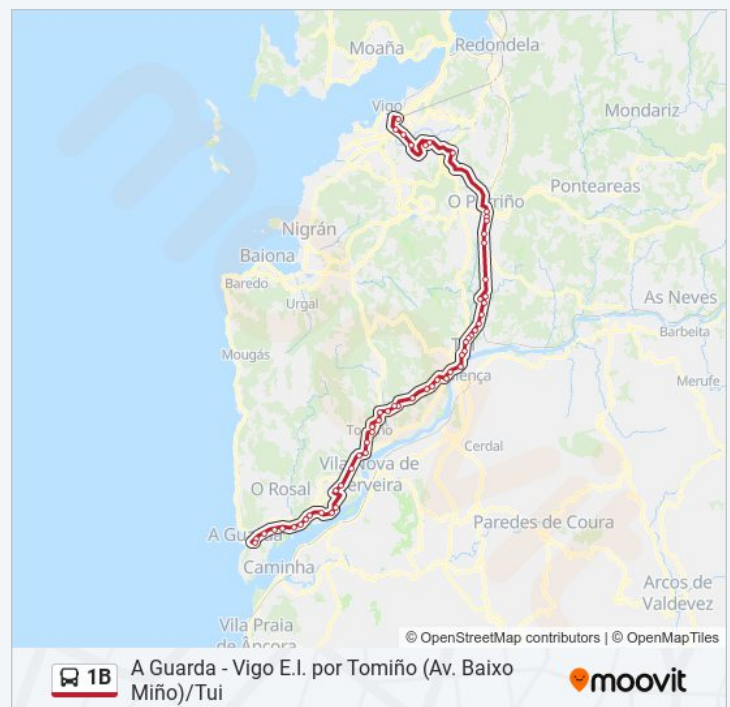 Moaña
Redondela
Vigo
Mondariz
Ponteareas
Nigrán
Baiona
Baredo
Urgal
As Neves
Barbeita
Mougás
Merufe
Cerdal
Vila Nova de
O Rosal
A Guarda
Paredes de Coura
Caminha
Arcos de
Valdevez
Vila Praia
de Âncora
© OpenStreetMap contributors | © OpenMapTiles
1B
A Guarda - Vigo E.I. por Tomiño (Av. Baixo
Miño)/Tui
moovit